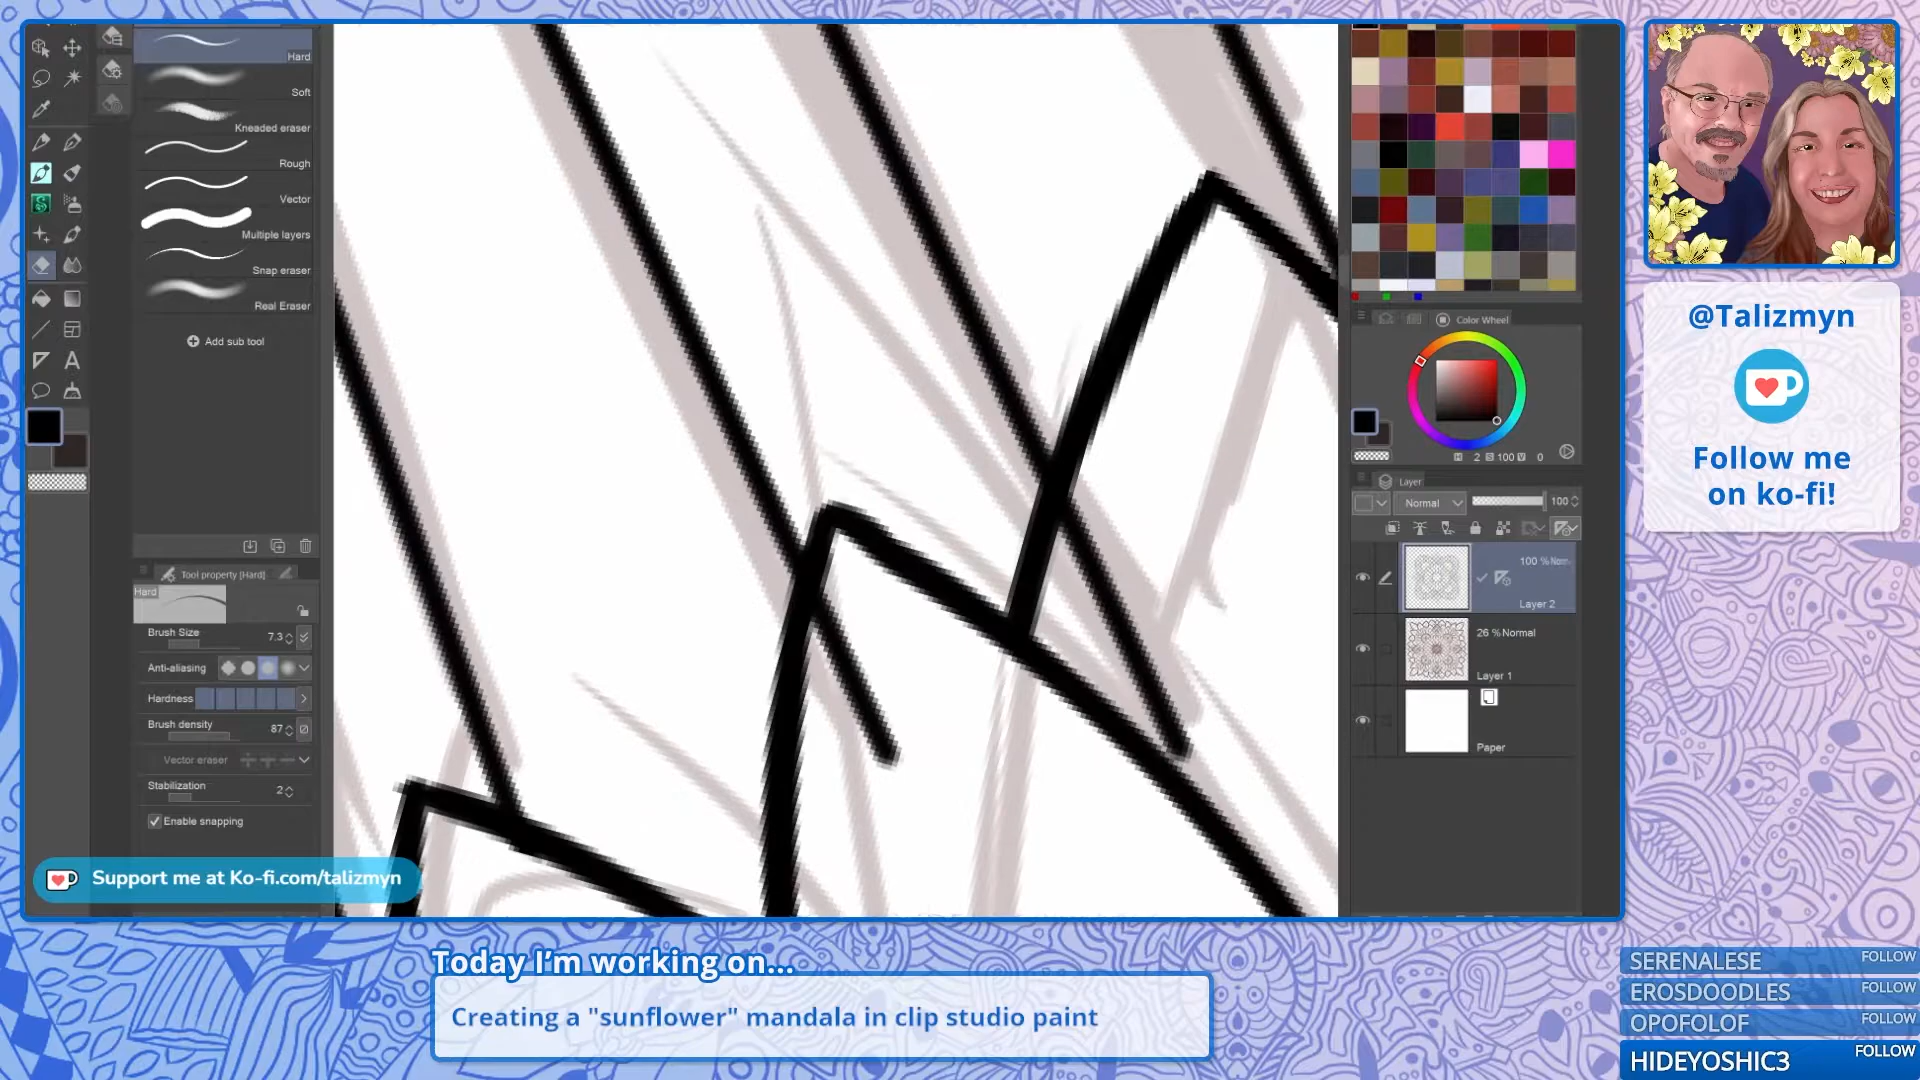 Hard
Soft
Kneaded eraser
Rough
Vector
Multiple layers
Snap eraser
Real Eraser
Add sub tool
Tool property [Hard]
Hard
Brush Size 7.3
Anti-aliasing
Hardness
Brush density 87
Vector eraser
Stabilization 2
Enable snapping
Support me at Ko-fi.com/talizmyn
Color Wheel
H 2 S 100 V 0
Layer
Normal 100
100 % Norm
Layer 2
26 % Normal
Layer 1
Paper
@Talizmyn
Follow me
on ko-fi!
Today I'm working on...
Creating a "sunflower" mandala in clip studio paint
SERENALESE FOLLOW
EROSDOODLES FOLLOW
OPOFOLOF FOLLOW
HIDEYOSHIC3 FOLLOW